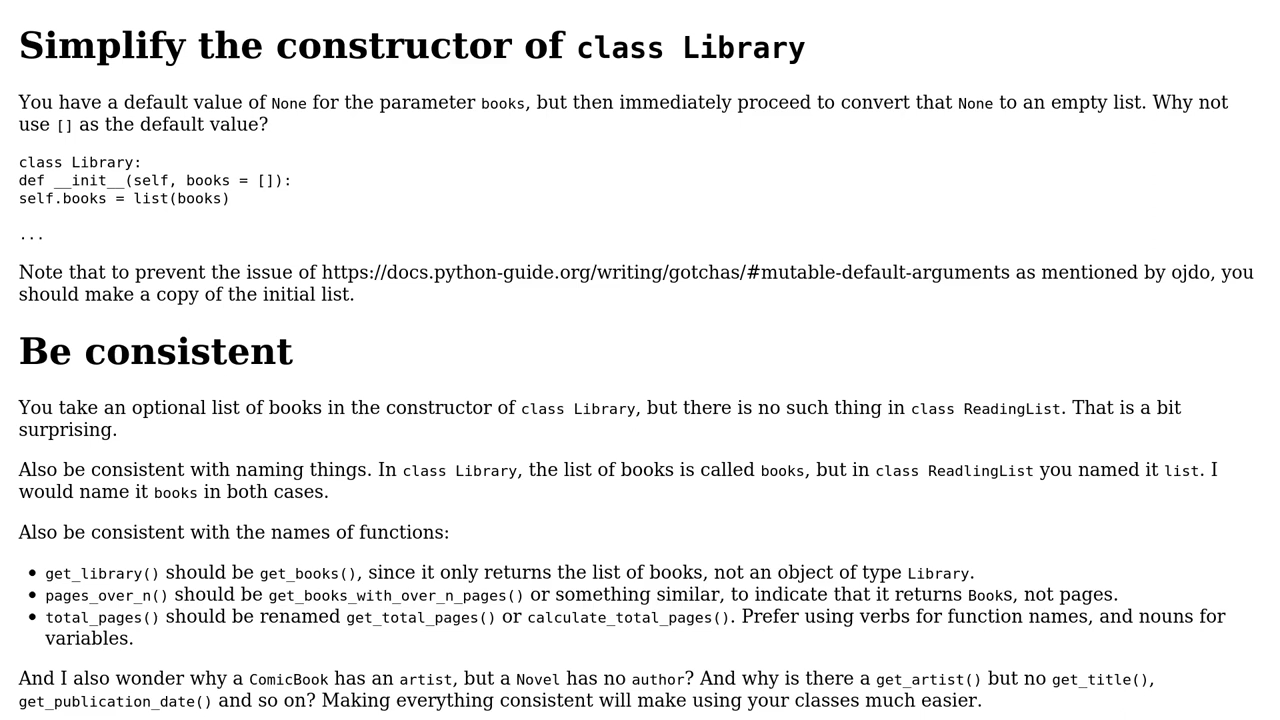 Simplify the constructor of class Library
You have a default value of None for the parameter books, but then immediately proceed to convert that None to an empty list. Why not
use [] as the default value?
class Library:
def __init__(self, books = []):
self.books = list(books)
...
Note that to prevent the issue of https://docs.python-guide.org/writing/gotchas/#mutable-default-arguments as mentioned by ojdo, you
should make a copy of the initial list.
Be consistent
You take an optional list of books in the constructor of class Library, but there is no such thing in class ReadingList. That is a bit
surprising.
Also be consistent with naming things. In class Library, the list of books is called books, but in class ReadlingList you named it list. I
would name it books in both cases.
Also be consistent with the names of functions:
• get_library() should be get_books(), since it only returns the list of books, not an object of type Library.
• pages_over_n() should be get_books_with_over_n_pages() or something similar, to indicate that it returns Books, not pages.
• total_pages() should be renamed get_total_pages() or calculate_total_pages(). Prefer using verbs for function names, and nouns for
variables.
And I also wonder why a ComicBook has an artist, but a Novel has no author? And why is there a get_artist() but no get_title(),
get_publication_date() and so on? Making everything consistent will make using your classes much easier.